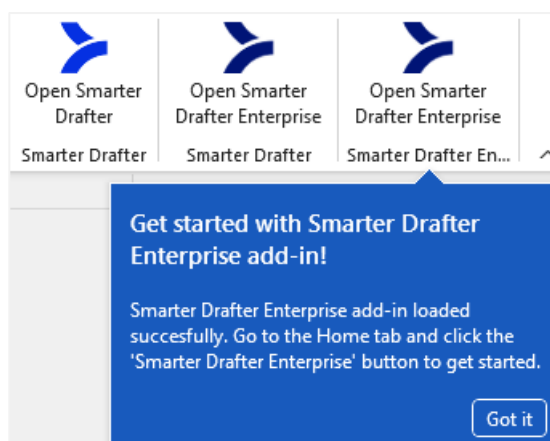 Open Smarter
Drafter
Smarter Drafter
Open Smarter
Drafter Enterprise
Smarter Drafter
Open Smarter
Drafter Enterprise
Smarter Drafter En...
Get started with Smarter Drafter
Enterprise add-in!
Smarter Drafter Enterprise add-in loaded
succesfully. Go to the Home tab and click the
'Smarter Drafter Enterprise' button to get started.
Got it